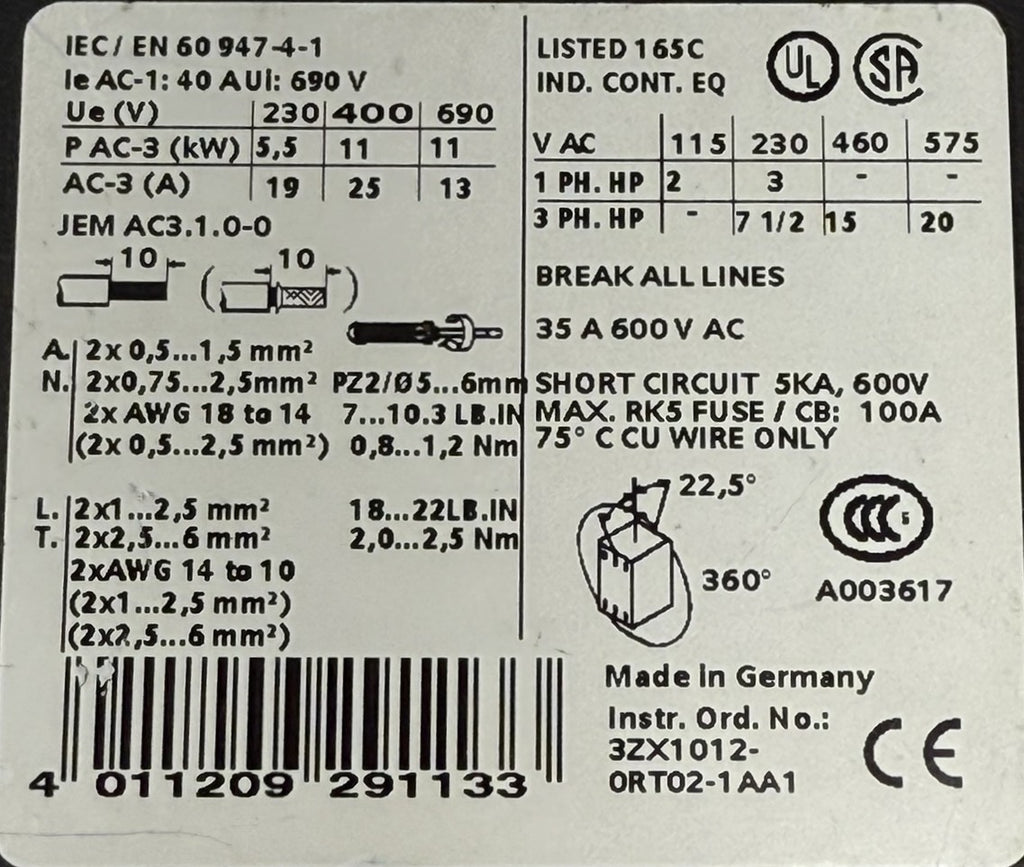 IEC/ EN 60 947-4-1
Ie AC-1: 40 A Ui: 690 V
Ue (V) 230 400 690
P AC-3 (kW) 5,5 11 11
AC-3 (A) 19 25 13
JEM AC3.1.0-0
10 ( 10 )
A. 2x 0,5...1,5 mm²
N. 2x0,75...2,5mm² PZ2/Ø5...6mm
2x AWG 18 to 14 7...10.3 LB.IN
(2x 0,5...2,5 mm²) 0,8...1,2 Nm
L. 2x1...2,5 mm² 18...22LB.IN
T. 2x2,5...6 mm² 2,0...2,5 Nm
2xAWG 14 to 10
(2x1...2,5 mm²)
(2x2,5...6 mm²)
4 011209 291133
LISTED 165C UL SA
IND. CONT. EQ
V AC 115 230 460 575
1 PH. HP 2 3 - -
3 PH. HP - 7 1/2 15 20
BREAK ALL LINES
35 A 600 V AC
SHORT CIRCUIT 5KA, 600V
MAX. RK5 FUSE / CB: 100A
75° C CU WIRE ONLY
22,5°
CCC
360°
A003617
Made in Germany
Instr. Ord. No.:
3ZX1012-
0RT02-1AA1
CE